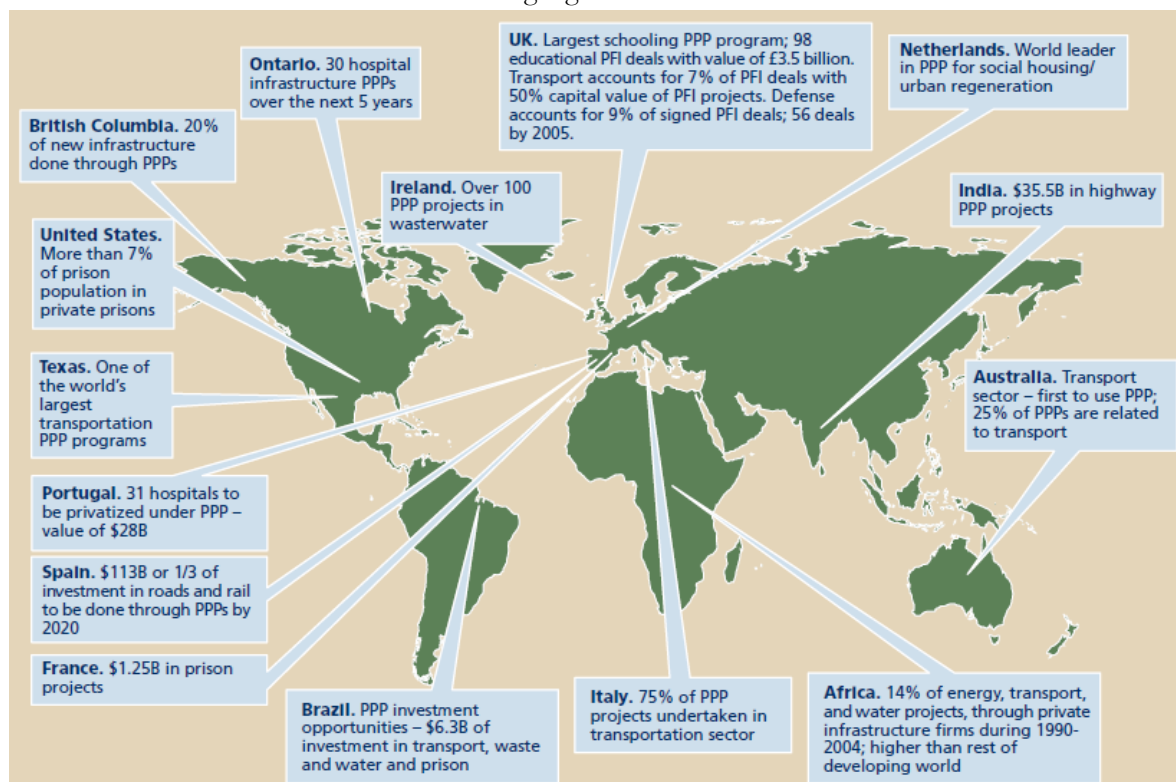 Ontario. 30 hospital
infrastructure PPPs
over the next 5 years
UK. Largest schooling PPP program; 98
educational PFI deals with value of £3.5 billion.
Transport accounts for 7% of PFI deals with
50% capital value of PFI projects. Defense
accounts for 9% of signed PFI deals; 56 deals
by 2005.
Netherlands. World leader
in PPP for social housing/
urban regeneration
British Columbia. 20%
of new infrastructure
done through PPPs
Ireland. Over 100
PPP projects in
wasterwater
India. $35.5B in highway
PPP projects
United States.
More than 7%
of prison
population in
private prisons
Texas. One of
the world's
largest
transportation
PPP programs
Australia. Transport
sector – first to use PPP;
25% of PPPs are related
to transport
Portugal. 31 hospitals to
be privatized under PPP –
value of $28B
Spain. $113B or 1/3 of
investment in roads and rail
to be done through PPPs by
2020
France. $1.25B in prison
projects
Brazil. PPP investment
opportunities – $6.3B of
investment in transport, waste
and water and prison
Italy. 75% of PPP
projects undertaken in
transportation sector
Africa. 14% of energy, transport,
and water projects, through private
infrastructure firms during 1990-
2004; higher than rest of
developing world